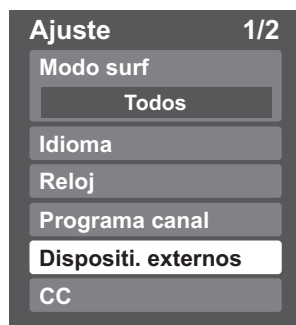 Ajuste 1/2
Modo surf
Todos
Idioma
Reloj
Programa canal
Dispositi. externos
CC